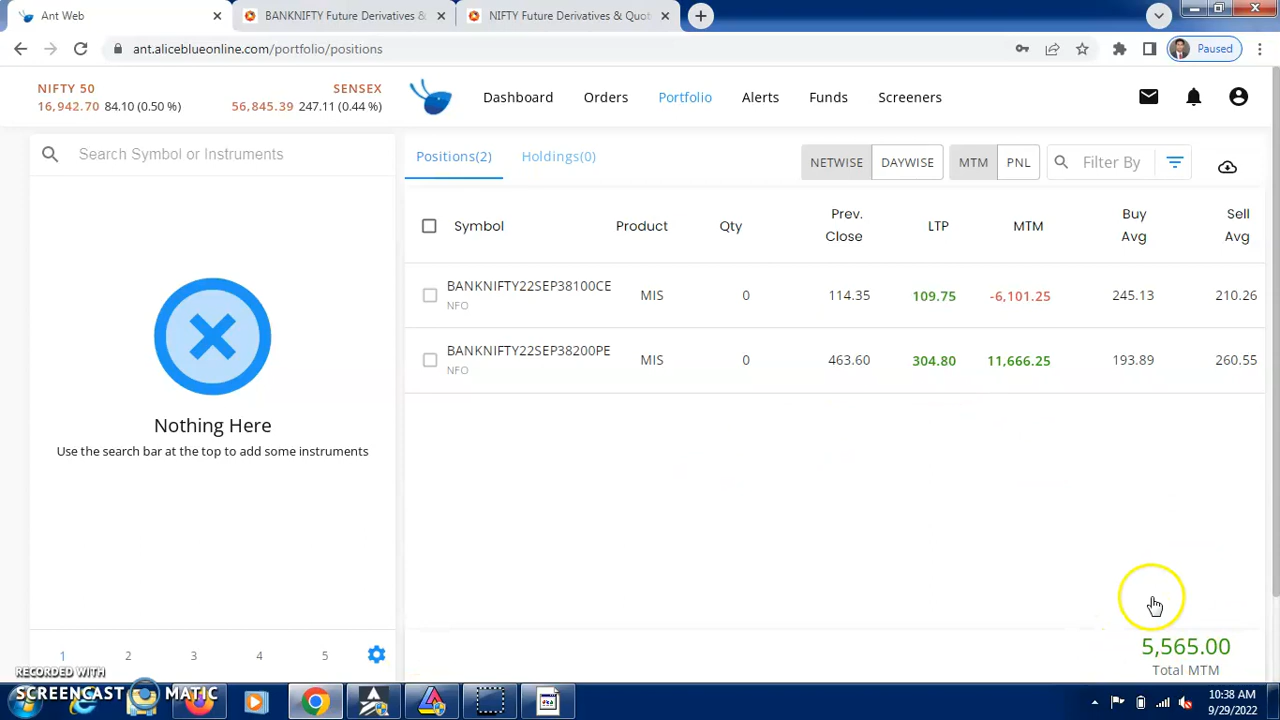 Ant Web
BANKNIFTY Future Derivatives &
NIFTY Future Derivatives & Quot
ant.aliceblueonline.com/portfolio/positions
Paused
NIFTY 50
16,942.70 84.10 (0.50 %)
SENSEX
56,845.39 247.11 (0.44 %)
Dashboard
Orders
Portfolio
Alerts
Funds
Screeners
Search Symbol or Instruments
Positions(2)
Holdings(0)
NETWISE
DAYWISE
MTM
PNL
Filter By
Symbol Product Qty Prev. Close LTP MTM Buy Avg Sell Avg
BANKNIFTY22SEP38100CE MIS 0 114.35 109.75 -6,101.25 245.13 210.26
NFO
BANKNIFTY22SEP38200PE MIS 0 463.60 304.80 11,666.25 193.89 260.55
NFO
Nothing Here
Use the search bar at the top to add some instruments
1 2 3 4 5
5,565.00
Total MTM
RECORDED WITH
SCREENCAST MATIC
10:38 AM
9/29/2022